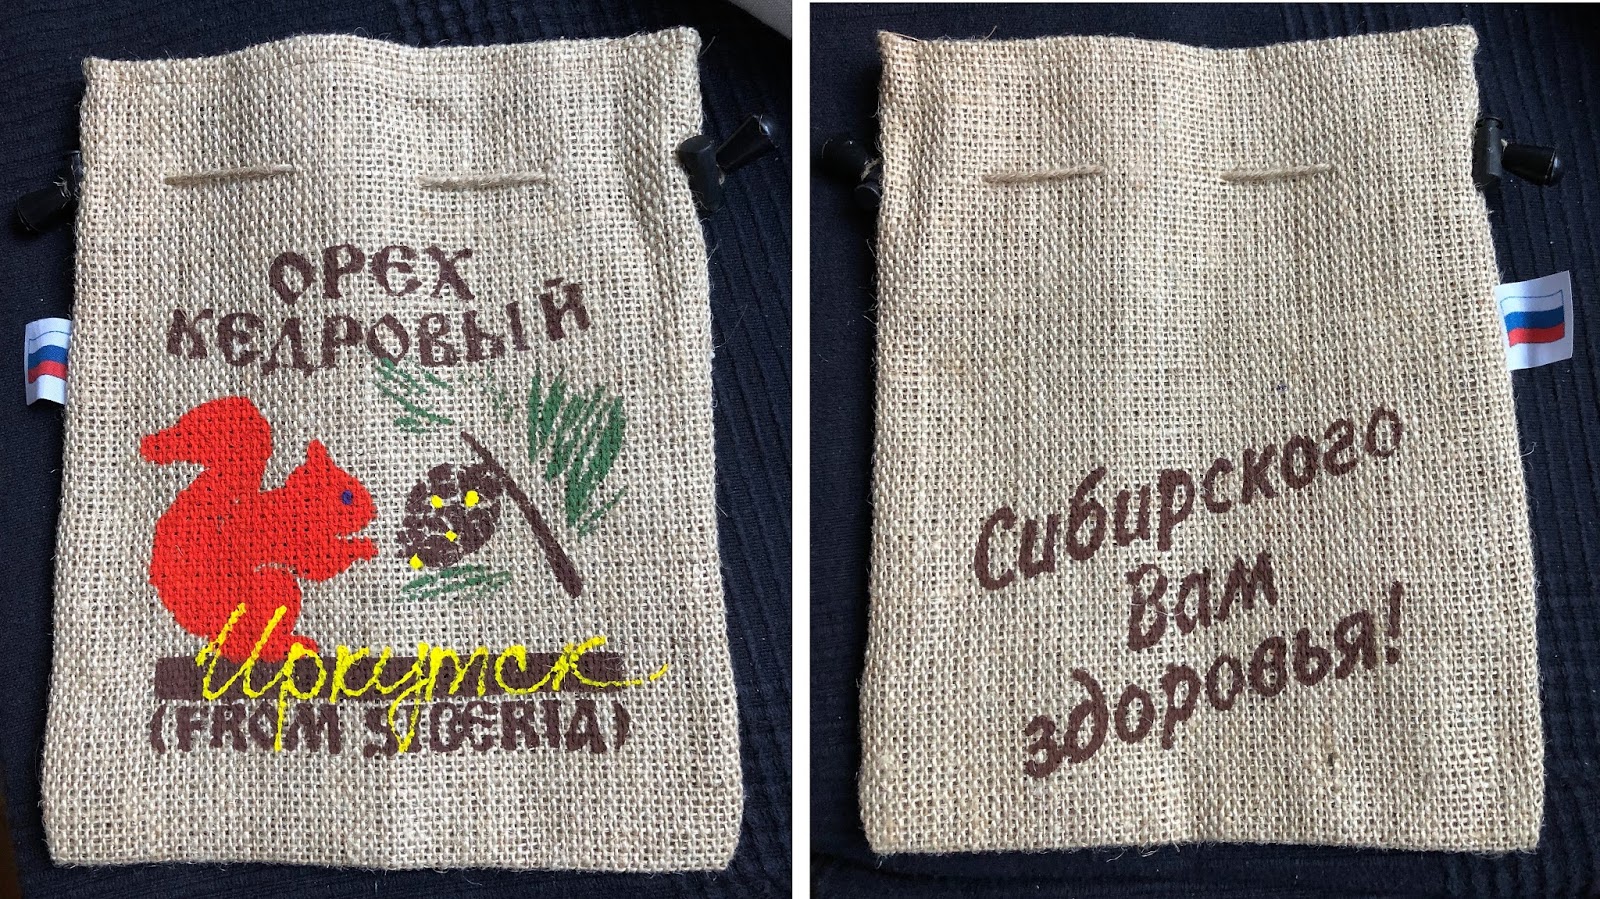 ОРЕХ
КЕДРОВЫЙ
Иркутск
(FROM SIBERIA)
Сибирского
Вам
здоровья!